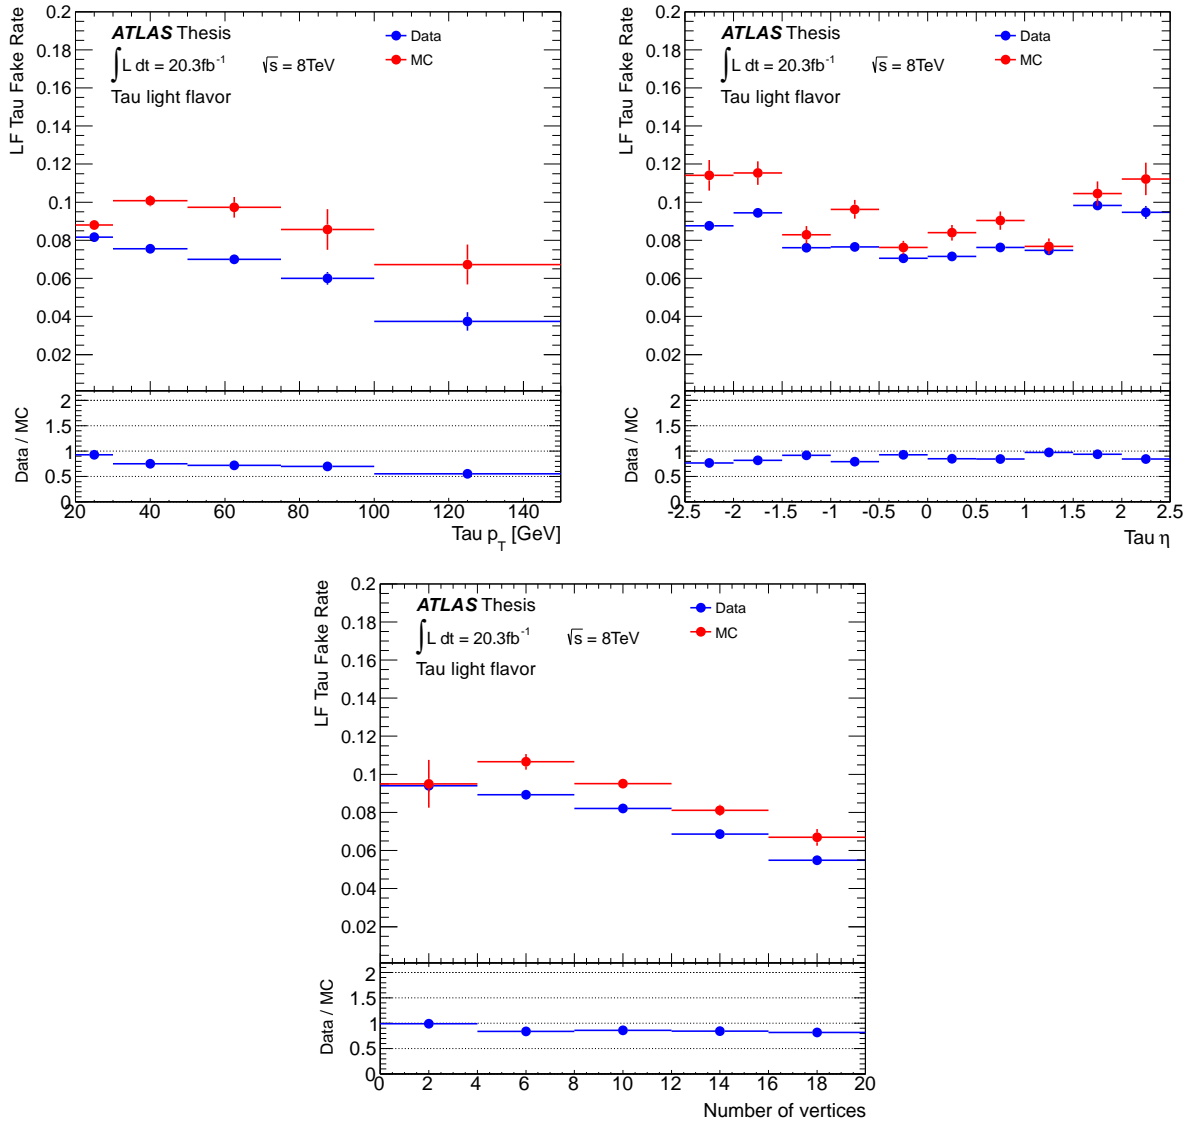 LF Tau Fake Rate
0.2
0.18
0.16
0.14
0.12
0.1
0.08
0.06
0.04
0.02
ATLAS Thesis
∫L dt = 20.3fb⁻¹ √s = 8TeV
Tau light flavor
Data
MC
Data / MC
2
1.5
1
0.5
0
20 40 60 80 100 120 140
Tau p_T [GeV]
LF Tau Fake Rate
0.2
0.18
0.16
0.14
0.12
0.1
0.08
0.06
0.04
0.02
ATLAS Thesis
∫L dt = 20.3fb⁻¹ √s = 8TeV
Tau light flavor
Data
MC
Data / MC
2
1.5
1
0.5
0
-2.5 -2 -1.5 -1 -0.5 0 0.5 1 1.5 2 2.5
Tau η
LF Tau Fake Rate
0.2
0.18
0.16
0.14
0.12
0.1
0.08
0.06
0.04
0.02
ATLAS Thesis
∫L dt = 20.3fb⁻¹ √s = 8TeV
Tau light flavor
Data
MC
Data / MC
2
1.5
1
0.5
0
0 2 4 6 8 10 12 14 16 18 20
Number of vertices